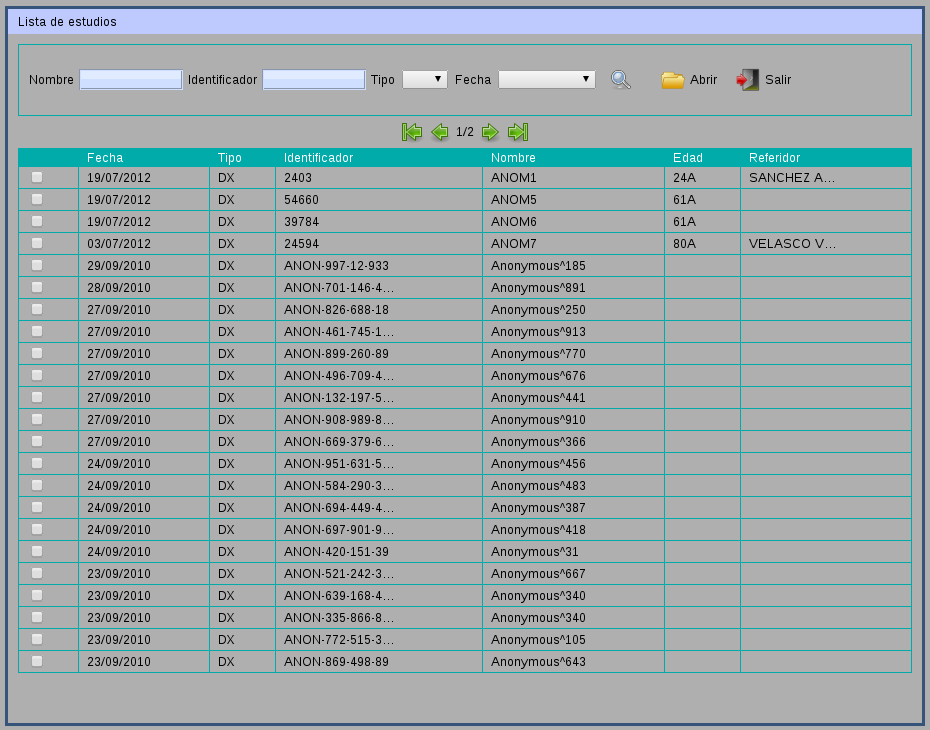 Lista de estudios
Nombre Identificador Tipo Fecha Abrir Salir
1/2
Fecha Tipo Identificador Nombre Edad Referidor
19/07/2012 DX 2403 ANOM1 24A SANCHEZ A...
19/07/2012 DX 54660 ANOM5 61A
19/07/2012 DX 39784 ANOM6 61A
03/07/2012 DX 24594 ANOM7 80A VELASCO V...
29/09/2010 DX ANON-997-12-933 Anonymous^185
28/09/2010 DX ANON-701-146-4... Anonymous^891
27/09/2010 DX ANON-826-688-18 Anonymous^250
27/09/2010 DX ANON-461-745-1... Anonymous^913
27/09/2010 DX ANON-899-260-89 Anonymous^770
27/09/2010 DX ANON-496-709-4... Anonymous^676
27/09/2010 DX ANON-132-197-5... Anonymous^441
27/09/2010 DX ANON-908-989-8... Anonymous^910
27/09/2010 DX ANON-669-379-6... Anonymous^366
24/09/2010 DX ANON-951-631-5... Anonymous^456
24/09/2010 DX ANON-584-290-3... Anonymous^483
24/09/2010 DX ANON-694-449-4... Anonymous^387
24/09/2010 DX ANON-697-901-9... Anonymous^418
24/09/2010 DX ANON-420-151-39 Anonymous^31
23/09/2010 DX ANON-521-242-3... Anonymous^667
23/09/2010 DX ANON-639-168-4... Anonymous^340
23/09/2010 DX ANON-335-866-8... Anonymous^340
23/09/2010 DX ANON-772-515-3... Anonymous^105
23/09/2010 DX ANON-869-498-89 Anonymous^643